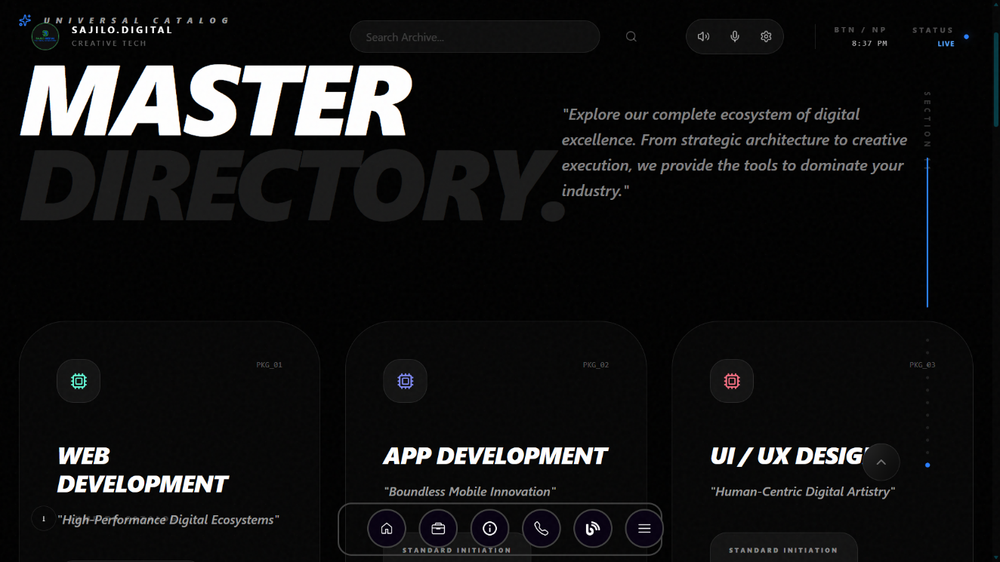 UNIVERSAL CATALOG
SAJILO.DIGITAL
CREATIVE TECH
Search Archive...
BTN / NP
8:37 PM
STATUS
LIVE
MASTER
DIRECTORY.
"Explore our complete ecosystem of digital
excellence. From strategic architecture to creative
execution, we provide the tools to dominate your
industry."
SECTION
PKG_01
WEB
DEVELOPMENT
"High-Performance Digital Ecosystems"
PKG_02
APP DEVELOPMENT
"Boundless Mobile Innovation"
STANDARD INITIATION
PKG_03
UI / UX DESIGN
"Human-Centric Digital Artistry"
STANDARD INITIATION